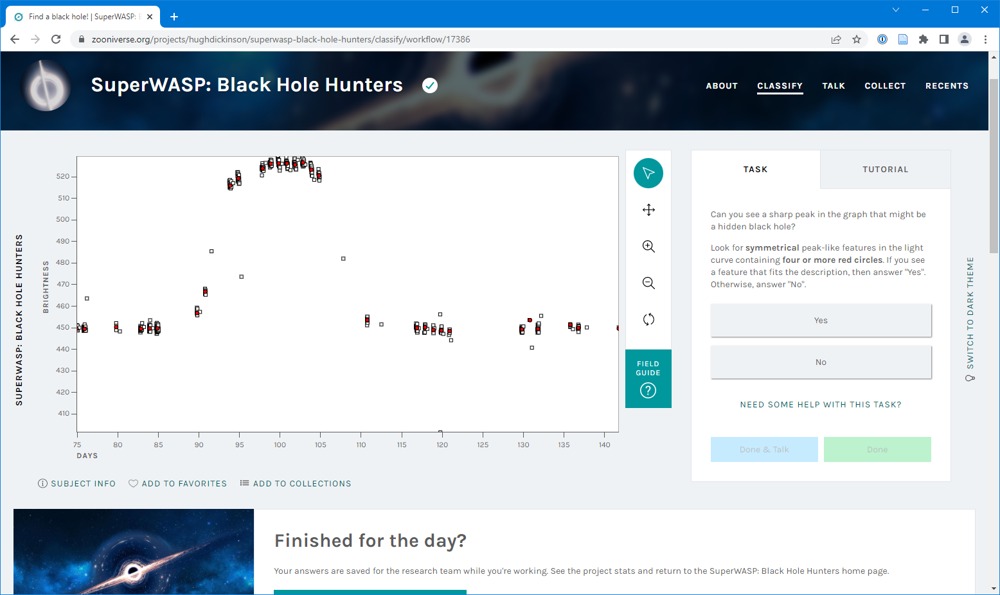 Find a black hole! | SuperWASP:
zooniverse.org/projects/hughdickinson/superwasp-black-hole-hunters/classify/workflow/17386
SuperWASP: Black Hole Hunters
ABOUT
CLASSIFY
TALK
COLLECT
RECENTS
SUPERWASP: BLACK HOLE HUNTERS
BRIGHTNESS
520
510
500
490
480
470
460
450
440
430
420
410
75 80 85 90 95 100 105 110 115 120 125 130 135 140
DAYS
FIELD
GUIDE
?
SUBJECT INFO
ADD TO FAVORITES
ADD TO COLLECTIONS
TASK
TUTORIAL
Can you see a sharp peak in the graph that might be
a hidden black hole?
Look for symmetrical peak-like features in the light
curve containing four or more red circles. If you see
a feature that fits the description, then answer "Yes".
Otherwise, answer "No".
Yes
No
NEED SOME HELP WITH THIS TASK?
Done & Talk
Done
SWITCH TO DARK THEME
Finished for the day?
Your answers are saved for the research team while you're working. See the project stats and return to the SuperWASP: Black Hole Hunters home page.